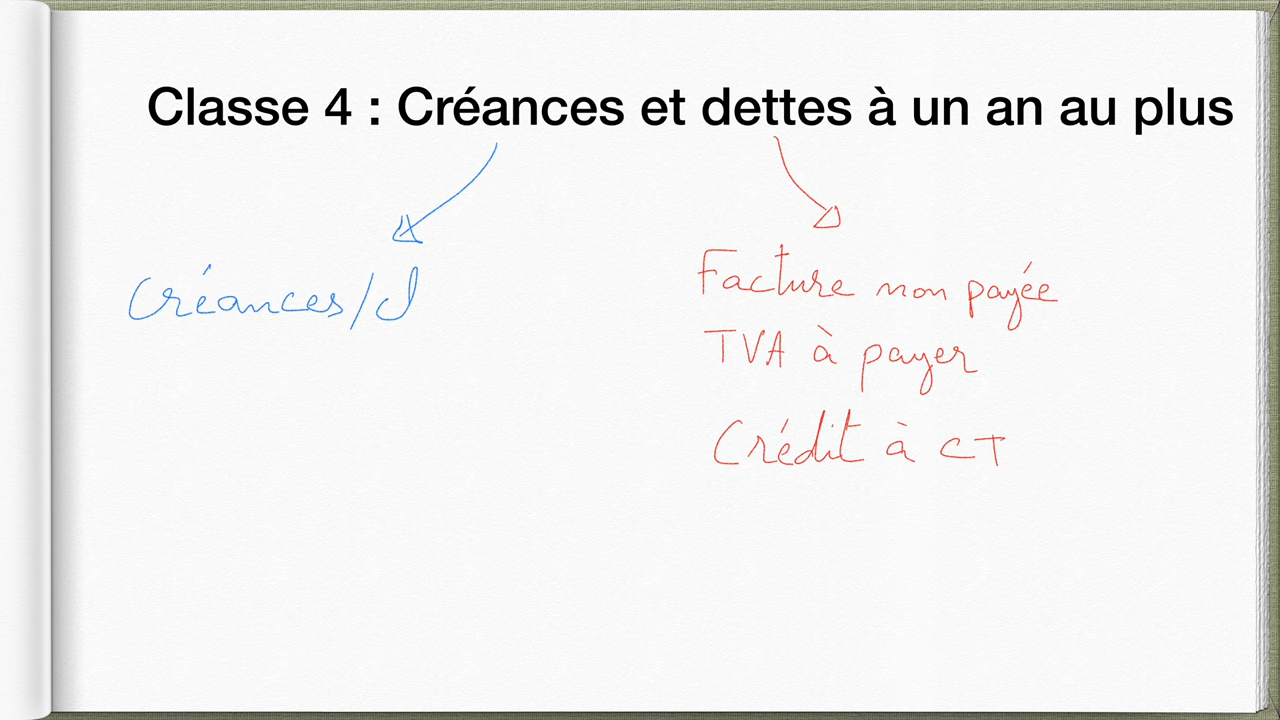 Classe 4 : Créances et dettes à un an au plus
Créances/cl
Facture non payée
TVA à payer
Crédit à CT